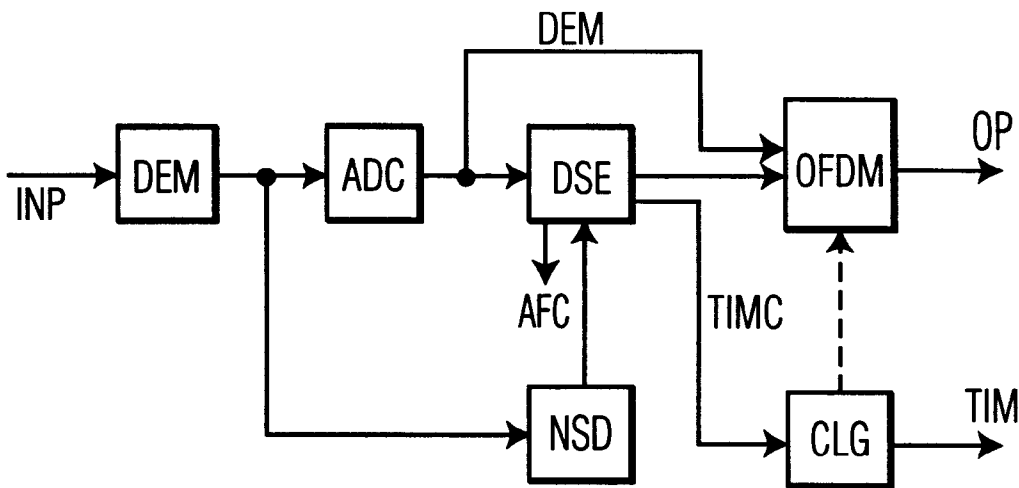 DEM
OP
DEM
ADC
DSE
OFDM
INP
AFC
TIMC
TIM
NSD
CLG